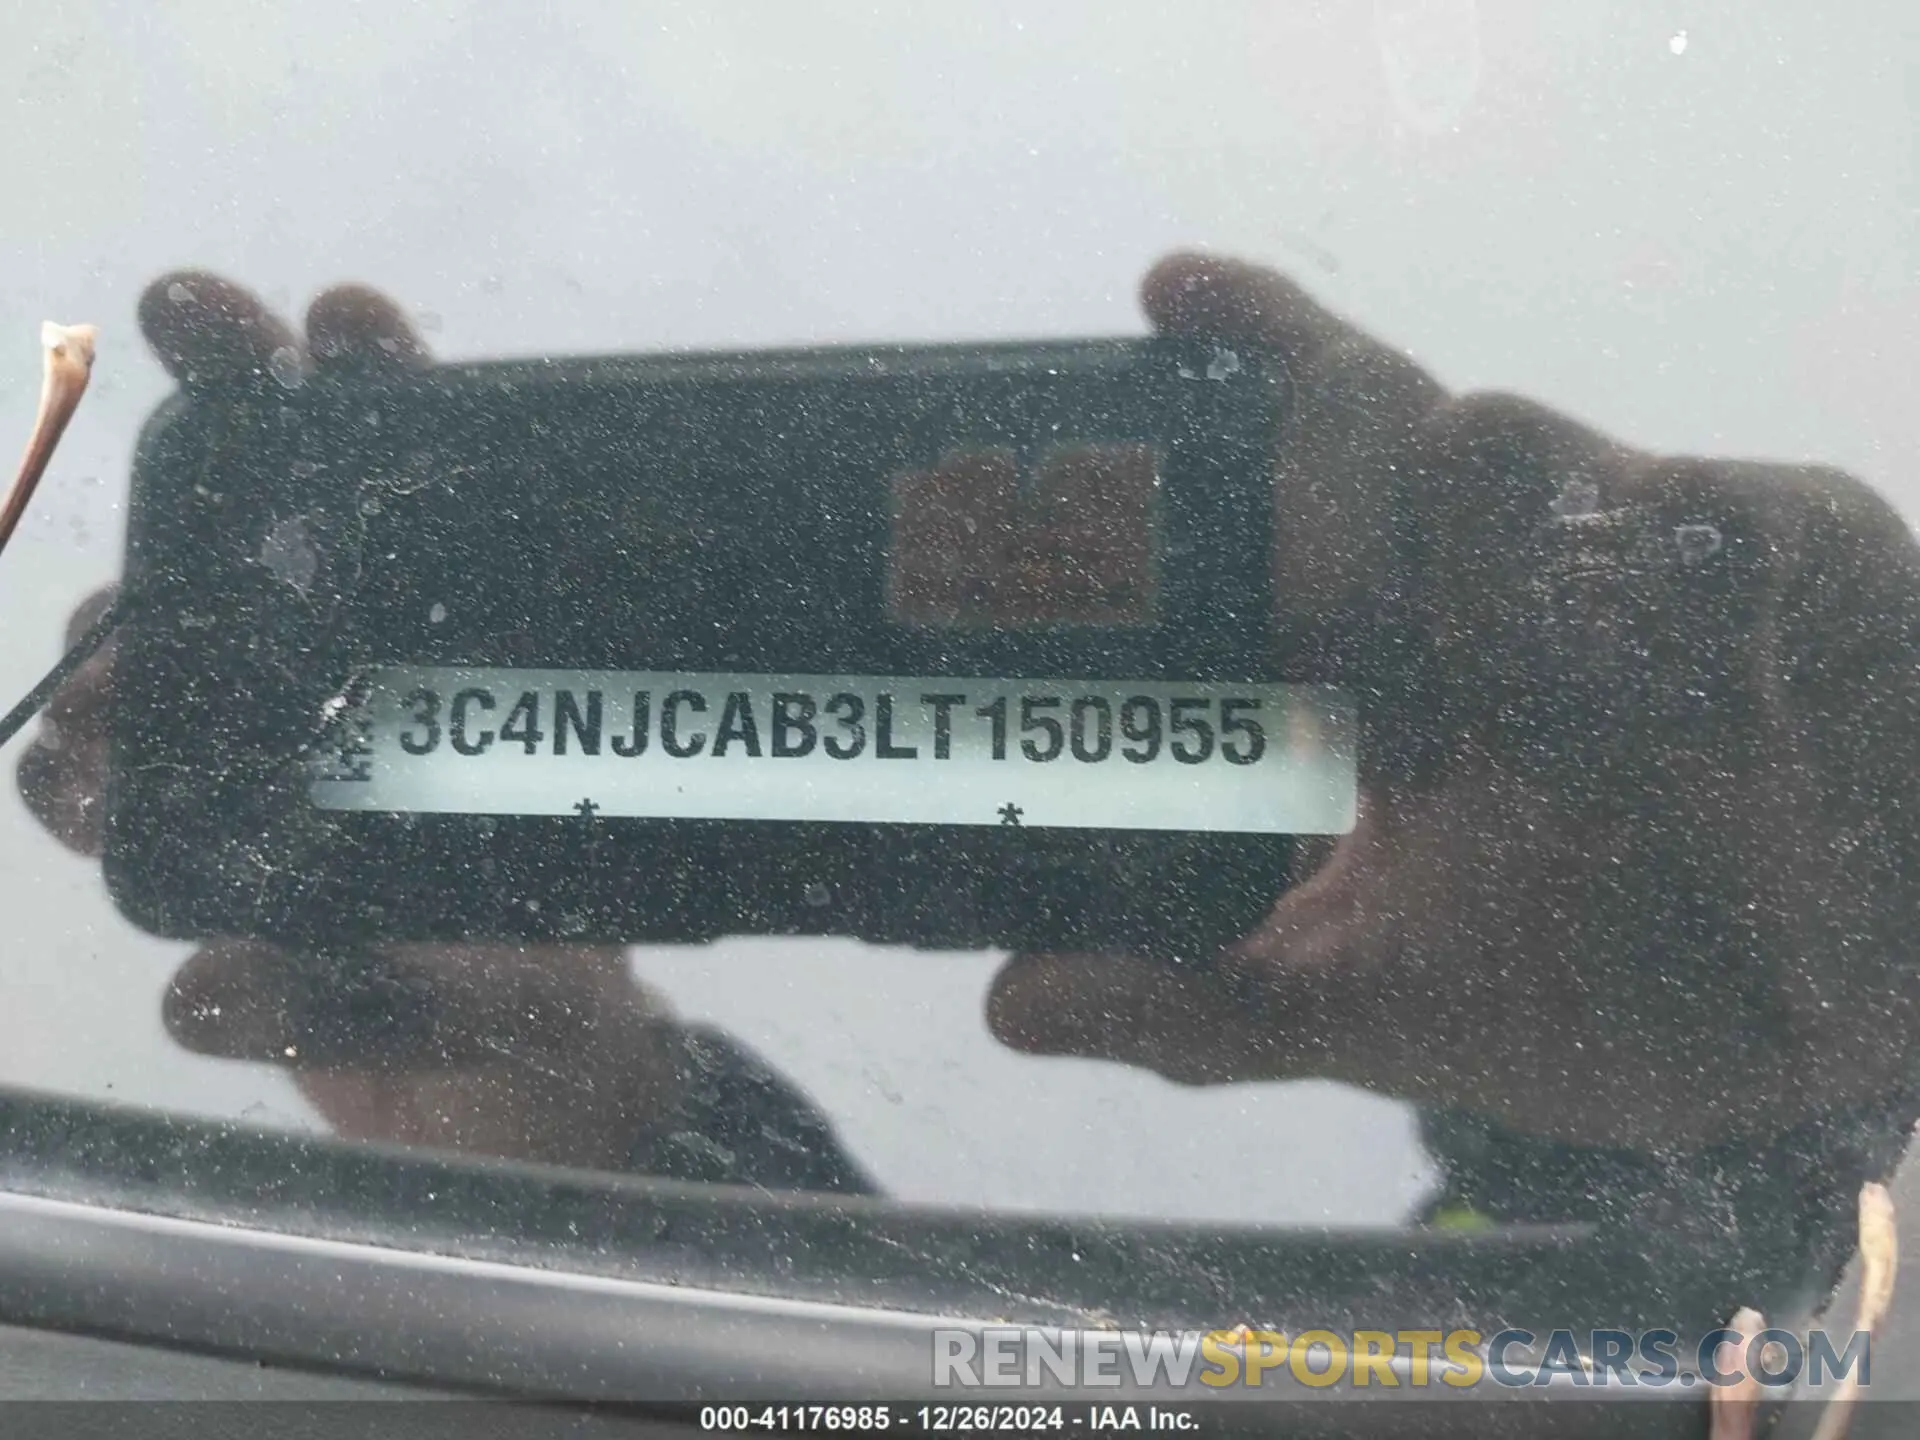 3C4NJCAB3LT150955
* *
RENEWSPORTSCARS.COM
000-41176985 - 12/26/2024 - IAA Inc.